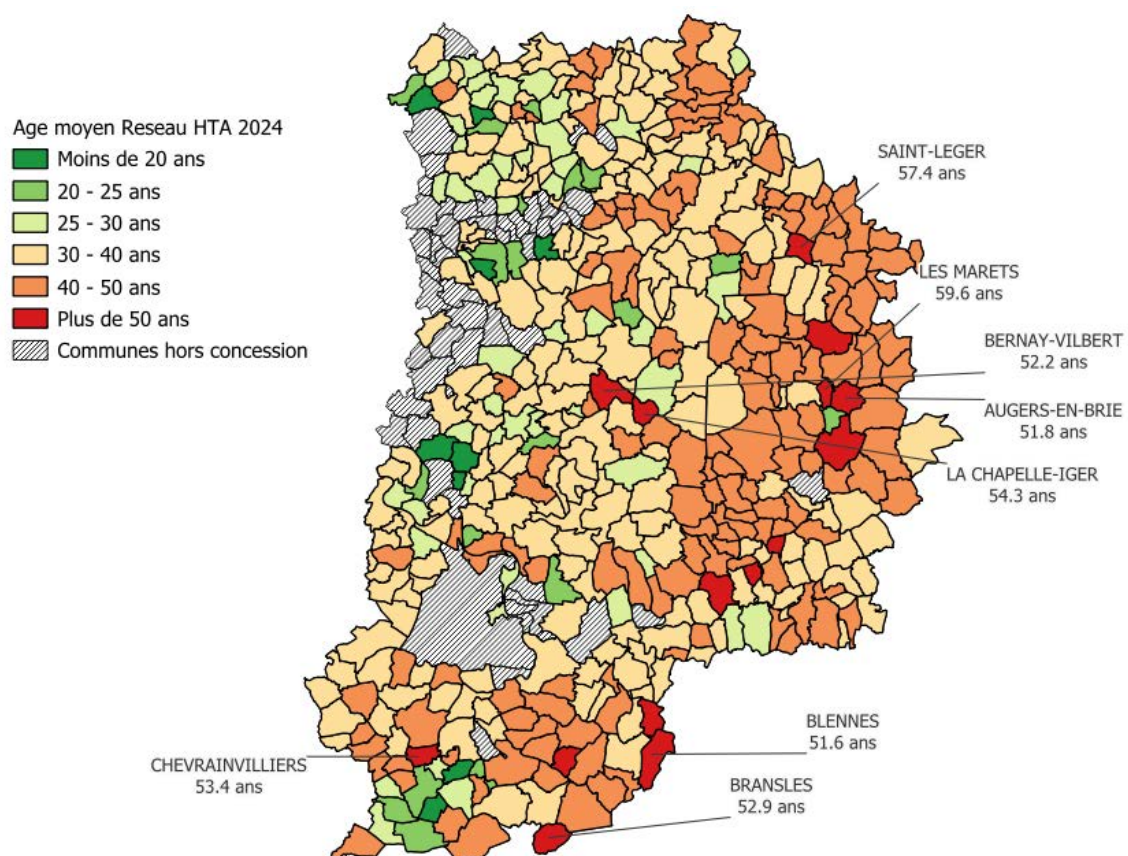 Age moyen Reseau HTA 2024
Moins de 20 ans
20 - 25 ans
25 - 30 ans
30 - 40 ans
40 - 50 ans
Plus de 50 ans
Communes hors concession
SAINT-LEGER
57.4 ans
LES MARETS
59.6 ans
BERNAY-VILBERT
52.2 ans
AUGERS-EN-BRIE
51.8 ans
LA CHAPELLE-IGER
54.3 ans
BLENNES
51.6 ans
CHEVRAINVILLIERS
53.4 ans
BRANSLES
52.9 ans